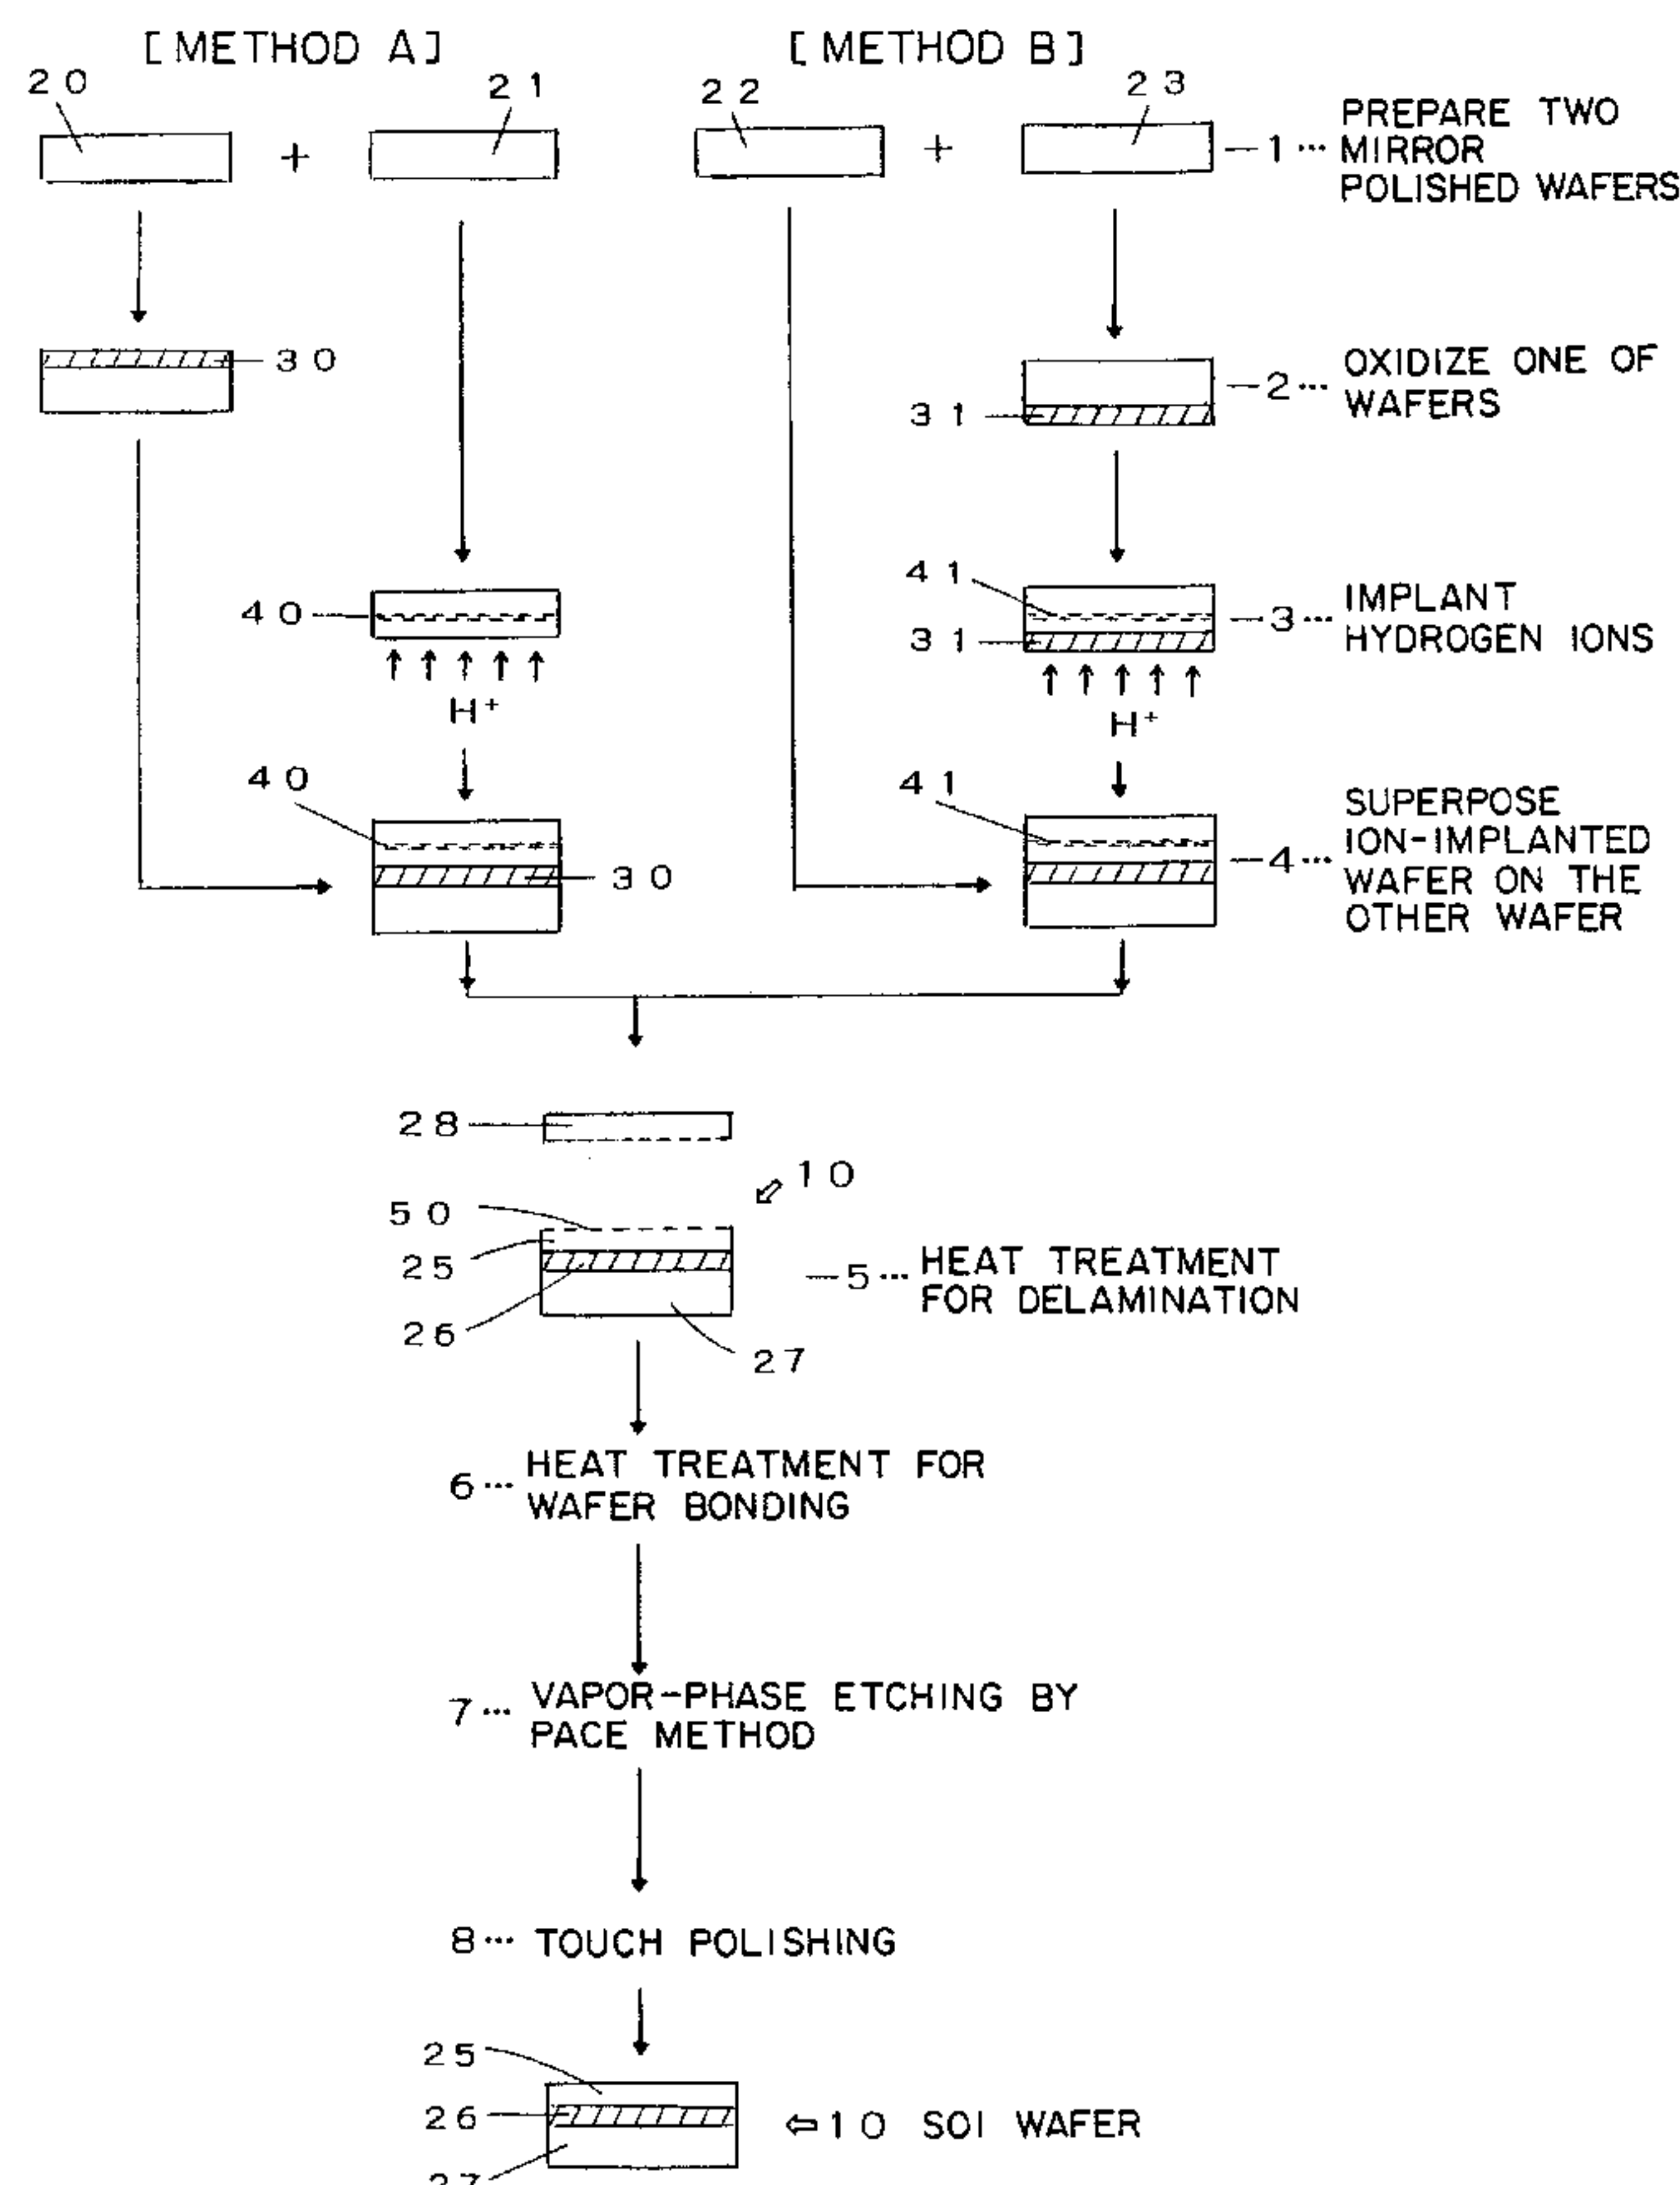 [METHOD A]
[METHOD B]
20
21
22
23
+
+
1... PREPARE TWO
MIRROR
POLISHED WAFERS
30
31
2... OXIDIZE ONE OF
WAFERS
40
41
31
3... IMPLANT
HYDROGEN IONS
H+
H+
40
30
41
4... SUPERPOSE
ION-IMPLANTED
WAFER ON THE
OTHER WAFER
28
10
50
25
26
27
5... HEAT TREATMENT
FOR DELAMINATION
6... HEAT TREATMENT FOR
WAFER BONDING
7... VAPOR-PHASE ETCHING BY
PACE METHOD
8... TOUCH POLISHING
25
26
27
10 SOI WAFER